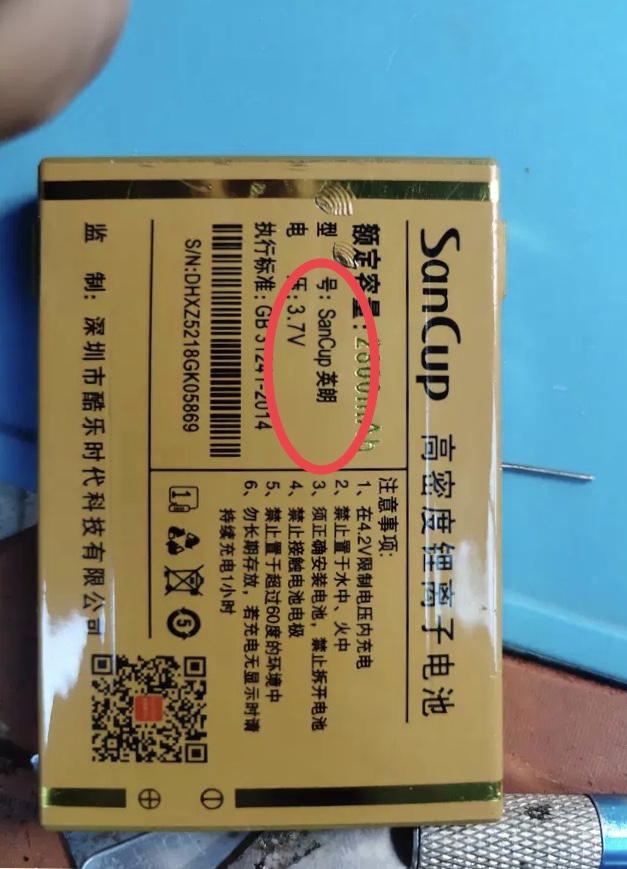 SanCup 高密度锂离子电池
额定容量:2600mAh
型 号:SanCup 英朗
电 压:3.7V
执行标准:GB 31241-2014
S/N:DHXZ5218GK05869
注意事项:
1、在4.2V限制电压内充电
2、禁止置于水中、火中
3、须正确安装电池,禁止拆开电池
4、禁止接触电池电极
5、禁止置于超过60度的环境中
6、勿长期存放,若充电无显示时请
持续充电1小时
监 制:深圳市酷乐时代科技有限公司
1
5
⊕ ⊖